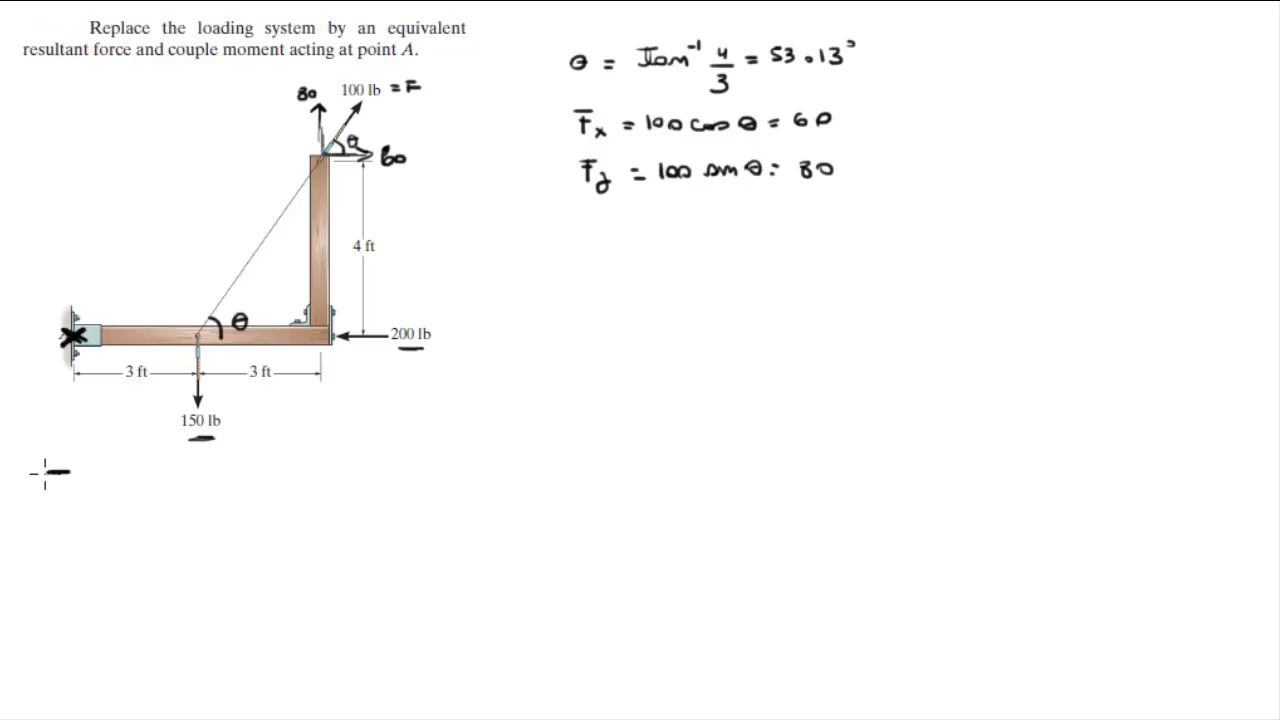 Replace the loading system by an equivalent
resultant force and couple moment acting at point A.
80
100 lb = F
θ
60
4 ft
θ
200 lb
3 ft
3 ft
150 lb
θ = Tan⁻¹ 4/3 = 53.13°
Fx = 100 cos θ = 60
Fy = 100 sin θ = 80